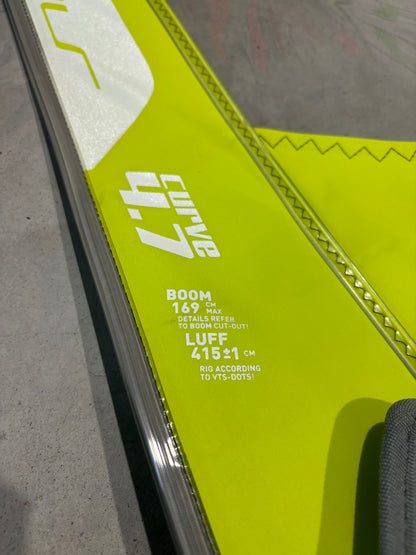 curve
4.7
BOOM
169 CM MAX
DETAILS REFER
TO BOOM CUT-OUT!
LUFF
415±1 CM
RIG ACCORDING
TO VTS-DOTS!